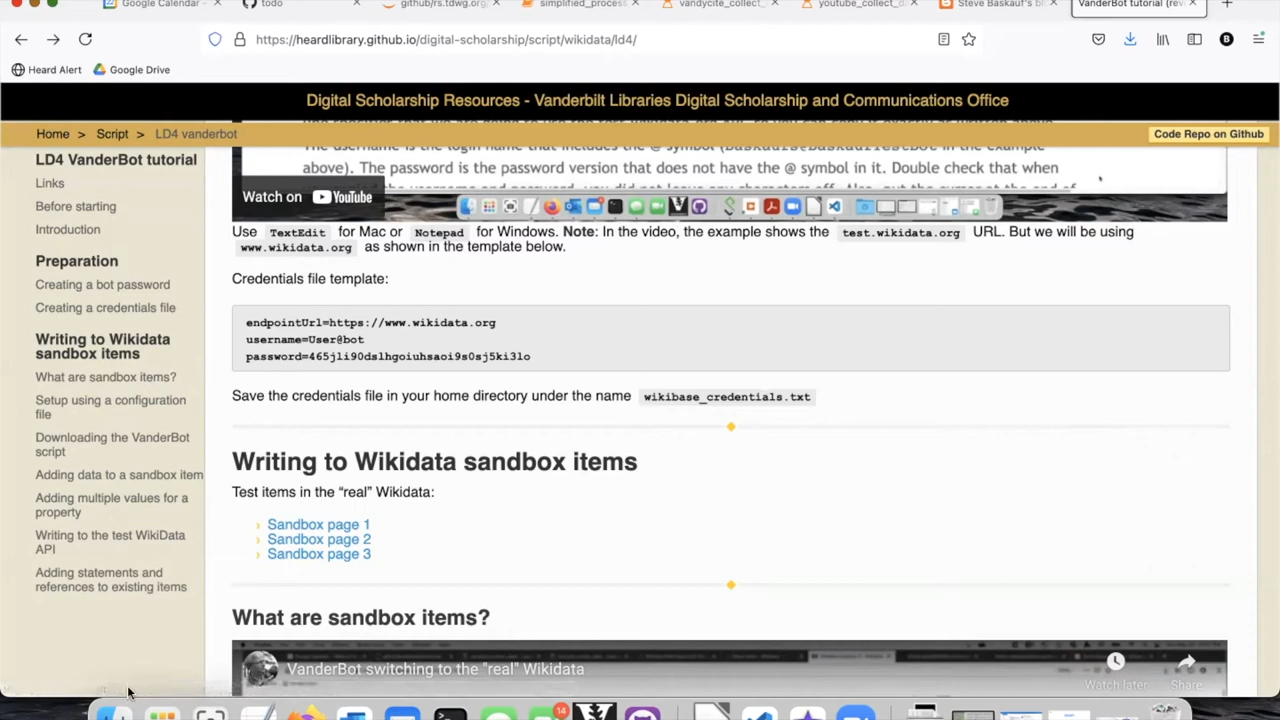 Google Calendar - 
todo
github/rs.tdwg.org/
simplified_process
vandycite_collect_
youtube_collect_d
Steve Baskauf's bl
VanderBot tutorial (rev
https://heardlibrary.github.io/digital-scholarship/script/wikidata/ld4/
Heard Alert
Google Drive
Digital Scholarship Resources - Vanderbilt Libraries Digital Scholarship and Communications Office
Home > Script > LD4 vanderbot
Code Repo on Github
LD4 VanderBot tutorial
Links
Before starting
Introduction
Preparation
Creating a bot password
Creating a credentials file
Writing to Wikidata
sandbox items
What are sandbox items?
Setup using a configuration
file
Downloading the VanderBot
script
Adding data to a sandbox item
Adding multiple values for a
property
Writing to the test WikiData
API
Adding statements and
references to existing items
above). The password is the password version that does not have the @ symbol in it. Double check that when
Watch on YouTube
Use TextEdit for Mac or Notepad for Windows. Note: In the video, the example shows the test.wikidata.org URL. But we will be using
www.wikidata.org as shown in the template below.
Credentials file template:
endpointUrl=https://www.wikidata.org
username=User@bot
password=465jli90dslhgoiuhsaoi9s0sj5ki3lo
Save the credentials file in your home directory under the name wikibase_credentials.txt
Writing to Wikidata sandbox items
Test items in the “real” Wikidata:
› Sandbox page 1
› Sandbox page 2
› Sandbox page 3
What are sandbox items?
VanderBot switching to the "real" Wikidata
Watch later
Share
14